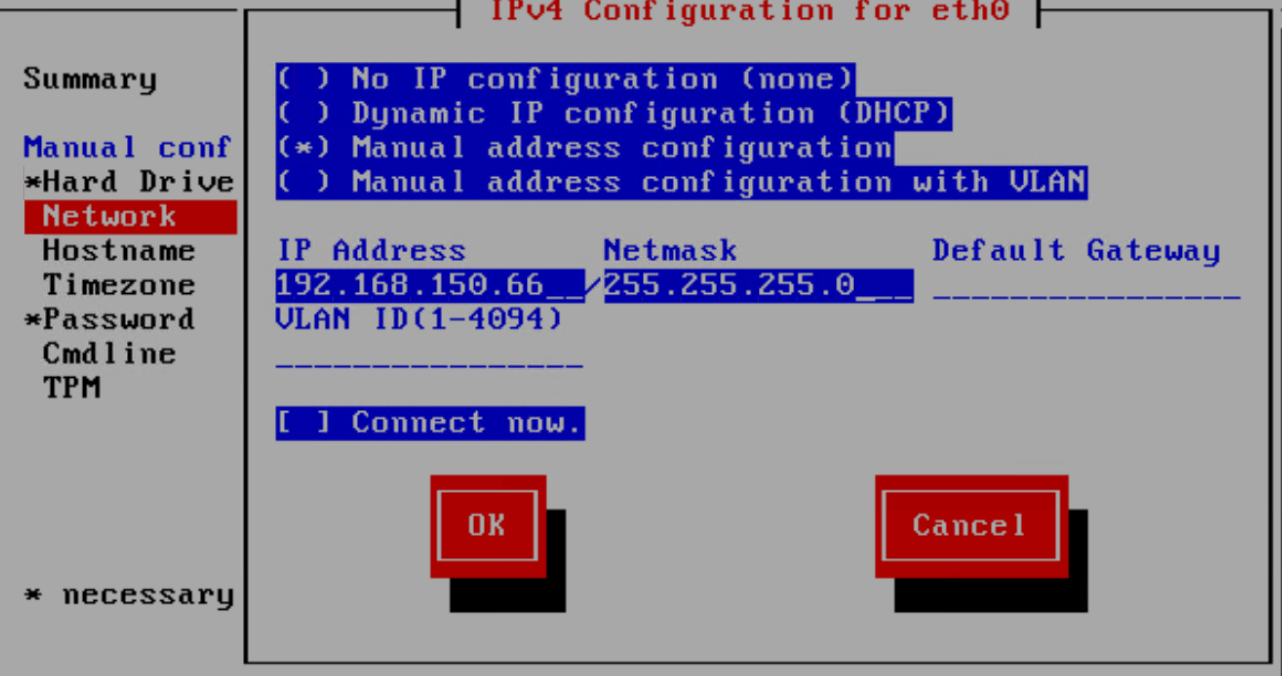 IPv4 Configuration for eth0
Summary
Manual conf
*Hard Drive
Network
Hostname
Timezone
*Password
Cmdline
TPM
* necessary
( ) No IP configuration (none)
( ) Dynamic IP configuration (DHCP)
(*) Manual address configuration
( ) Manual address configuration with VLAN
IP Address Netmask Default Gateway
192.168.150.66__/255.255.255.0___ ________________
VLAN ID(1-4094)
________________
[ ] Connect now.
OK Cancel